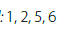 : 1, 2, 5, 6